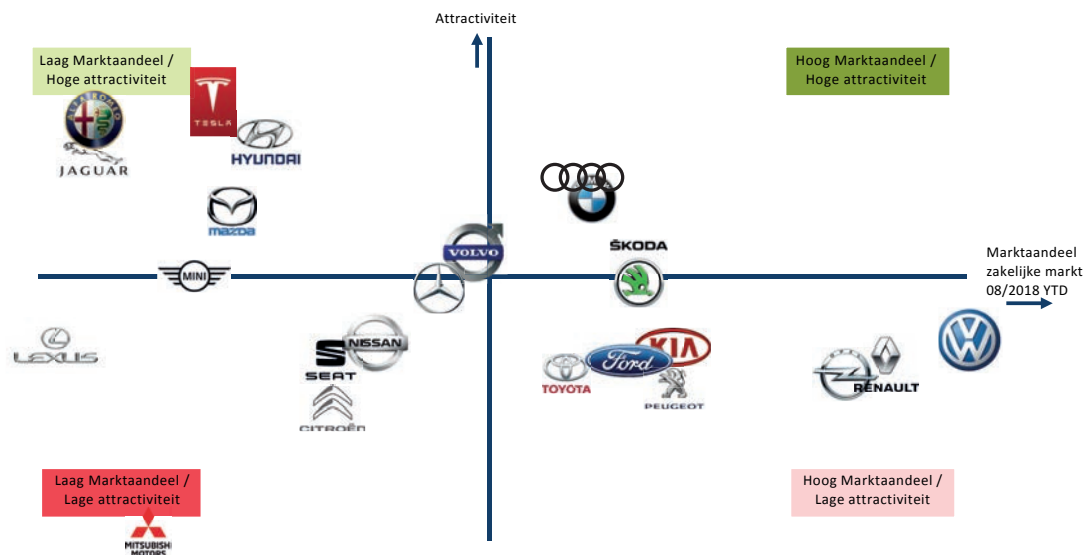 Attractiviteit
Laag Marktaandeel /
Hoge attractiviteit
Hoog Marktaandeel /
Hoge attractiviteit
ALFA ROMEO
TESLA
JAGUAR
HYUNDAI
mazda
VOLVO
ŠKODA
MINI
Marktaandeel
zakelijke markt
08/2018 YTD
LEXUS
NISSAN
SEAT
CITROËN
TOYOTA
Ford
KIA
PEUGEOT
RENAULT
Laag Marktaandeel /
Lage attractiviteit
Hoog Marktaandeel /
Lage attractiviteit
MITSUBISHI
MOTORS